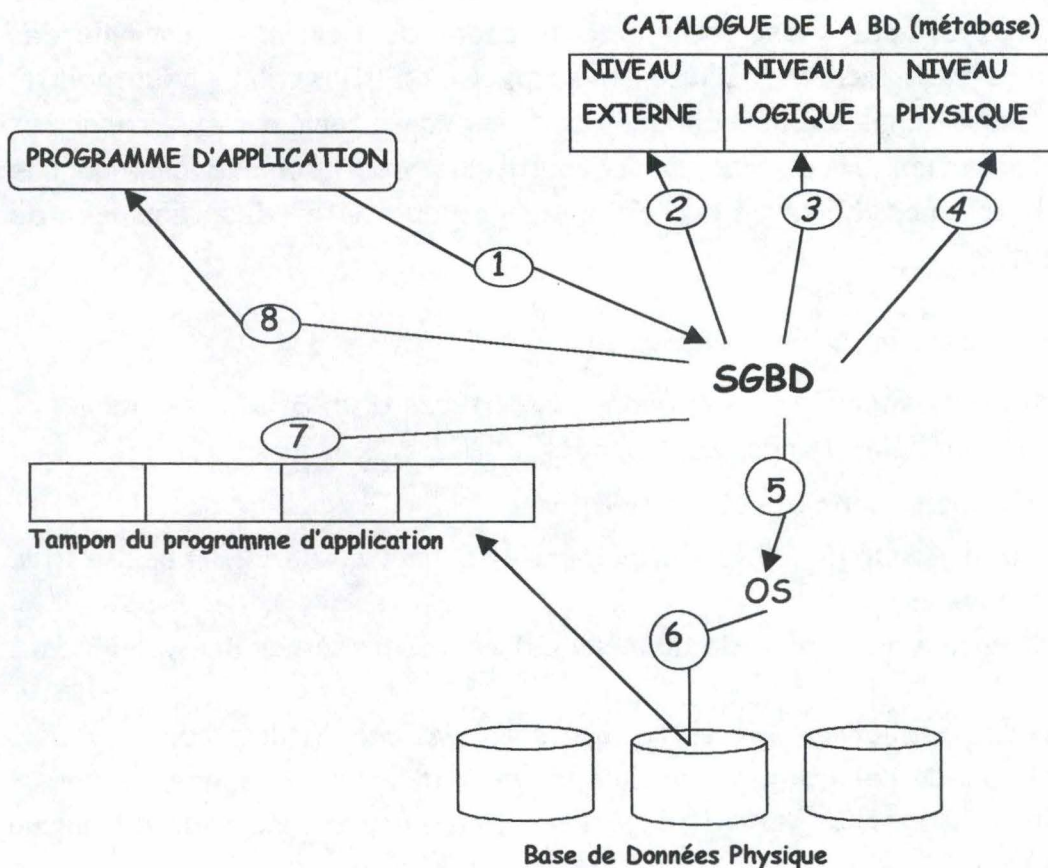 CATALOGUE DE LA BD (métabase)
NIVEAU EXTERNE
NIVEAU LOGIQUE
NIVEAU PHYSIQUE
PROGRAMME D'APPLICATION
2
3
4
1
8
SGBD
7
5
Tampon du programme d'application
OS
6
Base de Données Physique